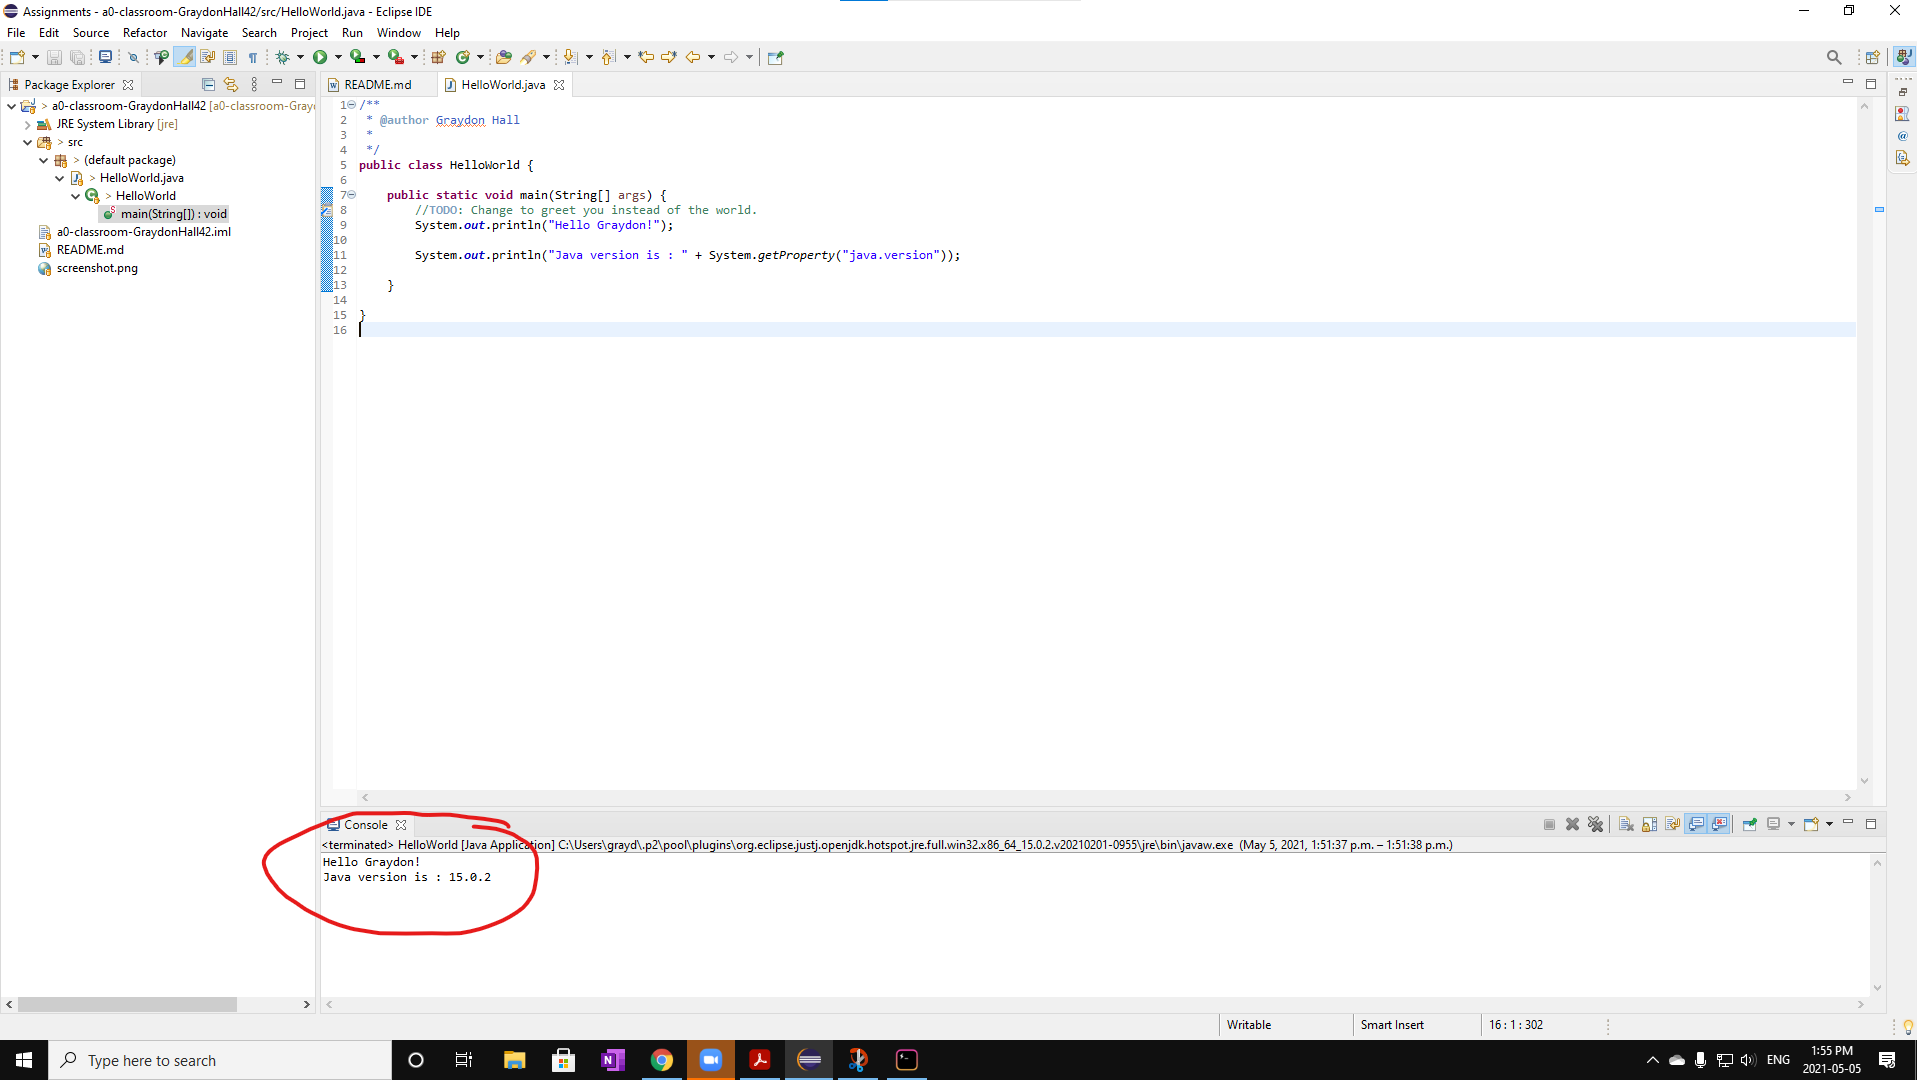 Assignments - a0-classroom-GraydonHall42/src/HelloWorld.java - Eclipse IDE
File Edit Source Refactor Navigate Search Project Run Window Help
Package Explorer
a0-classroom-GraydonHall42 [a0-classroom-Gray
JRE System Library [jre]
> src
> (default package)
> HelloWorld.java
> HelloWorld
main(String[]) : void
a0-classroom-GraydonHall42.iml
README.md
screenshot.png
README.md HelloWorld.java
1 /**
2 * @author Graydon Hall
3 *
4 */
5 public class HelloWorld {
6
7 public static void main(String[] args) {
8 //TODO: Change to greet you instead of the world.
9 System.out.println("Hello Graydon!");
10
11 System.out.println("Java version is : " + System.getProperty("java.version"));
12
13 }
14
15 }
16
Console
<terminated> HelloWorld [Java Application] C:\Users\grayd\.p2\pool\plugins\org.eclipse.justj.openjdk.hotspot.jre.full.win32.x86_64_15.0.2.v20210201-0955\jre\bin\javaw.exe (May 5, 2021, 1:51:37 p.m. – 1:51:38 p.m.)
Hello Graydon!
Java version is : 15.0.2
Writable Smart Insert 16 : 1 : 302
Type here to search
ENG
1:55 PM
2021-05-05